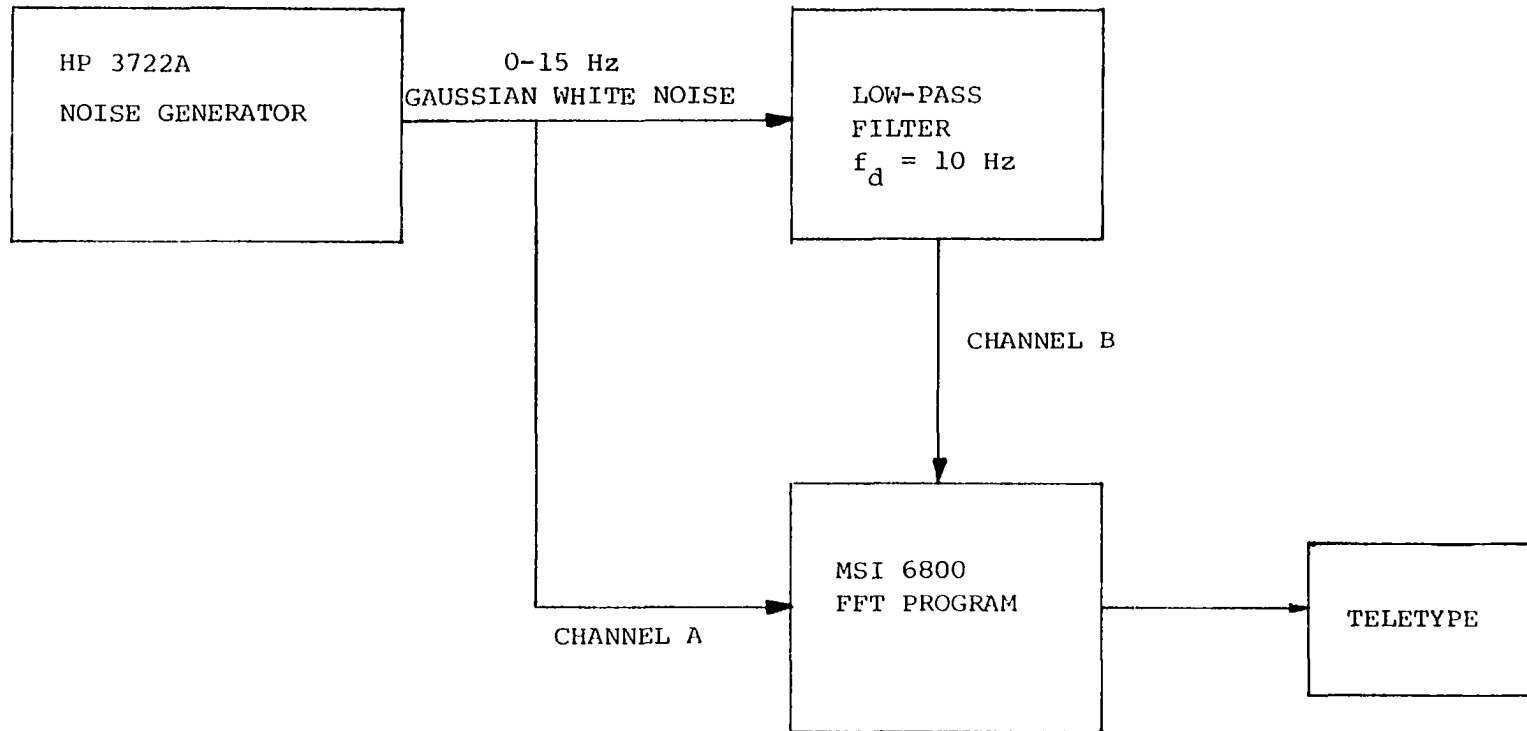 HP 3722A
NOISE GENERATOR
0-15 Hz
GAUSSIAN WHITE NOISE
LOW-PASS
FILTER
f_d = 10 Hz
CHANNEL B
MSI 6800
FFT PROGRAM
CHANNEL A
TELETYPE